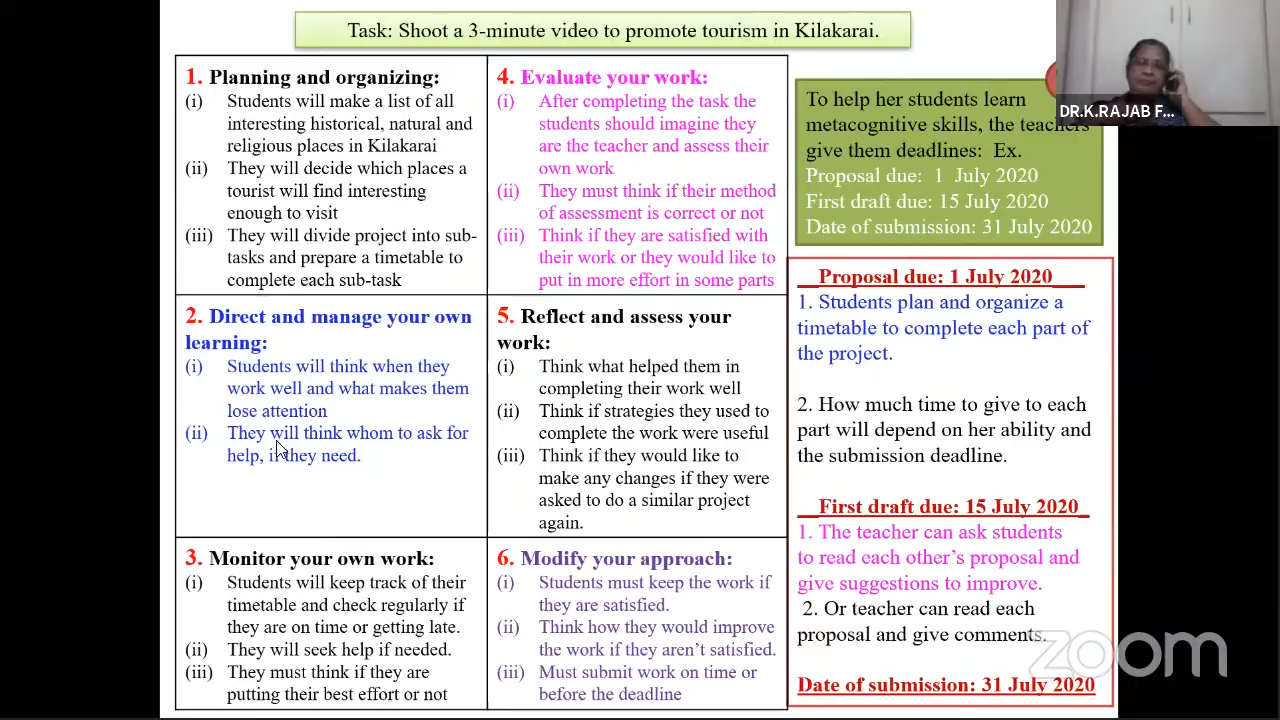 Task: Shoot a 3-minute video to promote tourism in Kilakarai.
1. Planning and organizing:
(i) Students will make a list of all
interesting historical, natural and
religious places in Kilakarai
(ii) They will decide which places a
tourist will find interesting
enough to visit
(iii) They will divide project into sub-
tasks and prepare a timetable to
complete each sub-task
2. Direct and manage your own
learning:
(i) Students will think when they
work well and what makes them
lose attention
(ii) They will think whom to ask for
help, if they need.
3. Monitor your own work:
(i) Students will keep track of their
timetable and check regularly if
they are on time or getting late.
(ii) They will seek help if needed.
(iii) They must think if they are
putting their best effort or not
4. Evaluate your work:
(i) After completing the task the
students should imagine they
are the teacher and assess their
own work
(ii) They must think if their method
of assessment is correct or not
(iii) Think if they are satisfied with
their work or they would like to
put in more effort in some parts
5. Reflect and assess your
work:
(i) Think what helped them in
completing their work well
(ii) Think if strategies they used to
complete the work were useful
(iii) Think if they would like to
make any changes if they were
asked to do a similar project
again.
6. Modify your approach:
(i) Students must keep the work if
they are satisfied.
(ii) Think how they would improve
the work if they aren't satisfied.
(iii) Must submit work on time or
before the deadline
To help her students learn
metacognitive skills, the teachers
give them deadlines: Ex.
Proposal due: 1 July 2020
First draft due: 15 July 2020
Date of submission: 31 July 2020
Proposal due: 1 July 2020
1. Students plan and organize a
timetable to complete each part of
the project.
2. How much time to give to each
part will depend on her ability and
the submission deadline.
First draft due: 15 July 2020
1. The teacher can ask students
to read each other's proposal and
give suggestions to improve.
2. Or teacher can read each
proposal and give comments.
Date of submission: 31 July 2020
DR.K.RAJAB F...
zoom